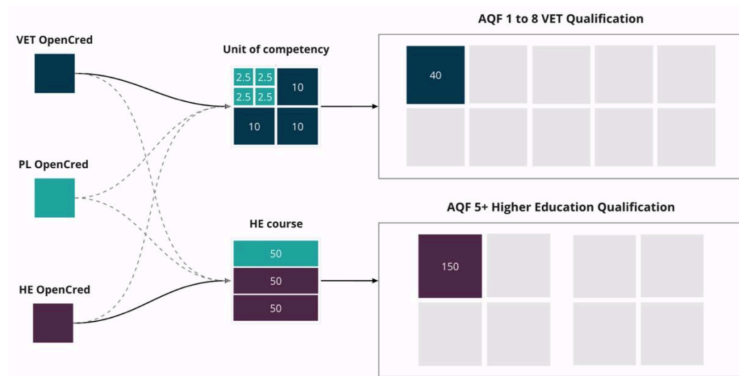 AQF 1 to 8 VET Qualification
VET OpenCred
Unit of competency
2.5 2.5
10
40
2.5 2.5
10 10
PL OpenCred
AQF 5+ Higher Education Qualification
HE course
50
50
150
50
HE OpenCred